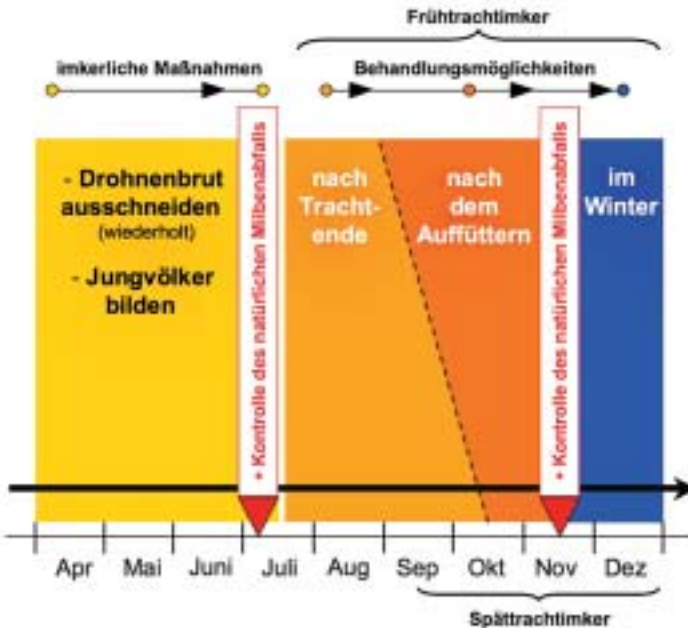 Frühtrachtimker
imkerliche Maßnahmen
Behandlungsmöglichkeiten
- Drohnenbrut
ausschneiden
(wiederholt)
- Jungvölker
bilden
+ Kontrolle des natürlichen Milbenabfalls
nach
Tracht-
ende
nach
dem
Auffüttern
+ Kontrolle des natürlichen Milbenabfalls
im
Winter
Apr Mai Juni Juli Aug Sep Okt Nov Dez
Spättrachtimker